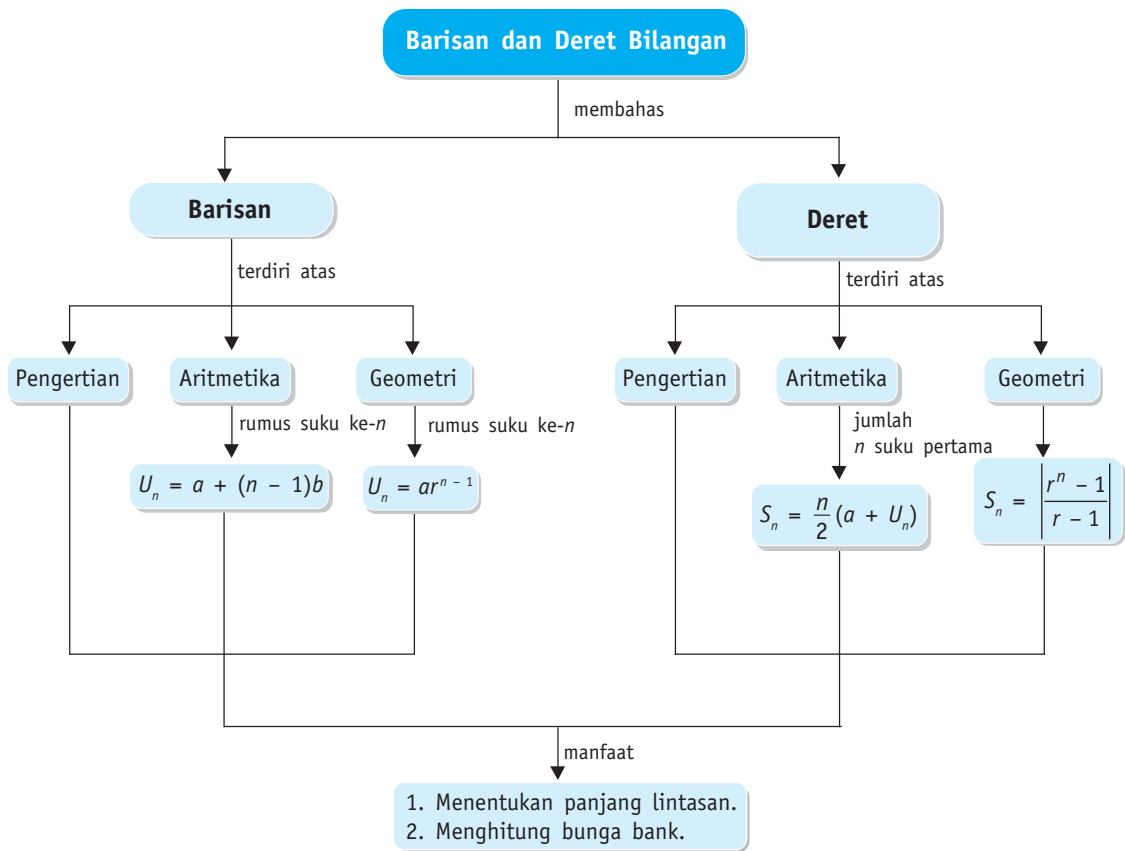 Barisan dan Deret Bilangan
membahas
Barisan
Deret
terdiri atas
terdiri atas
Pengertian
Aritmetika
Geometri
Pengertian
Aritmetika
Geometri
rumus suku ke-n
rumus suku ke-n
jumlah
n suku pertama
Uₙ = a + (n – 1)b
Uₙ = arⁿ ⁻ ¹
Sₙ = n/2 (a + Uₙ)
Sₙ = |(rⁿ – 1)/(r – 1)|
manfaat
1. Menentukan panjang lintasan.
2. Menghitung bunga bank.